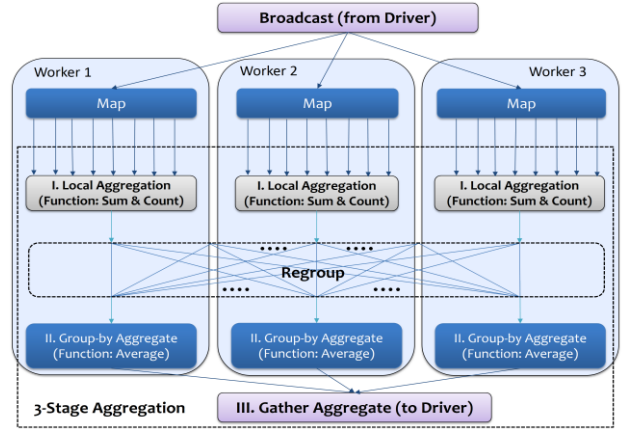 Broadcast (from Driver)
Worker 1
Worker 2
Worker 3
Map
Map
Map
I. Local Aggregation
(Function: Sum & Count)
I. Local Aggregation
(Function: Sum & Count)
I. Local Aggregation
(Function: Sum & Count)
....
....
Regroup
....
....
II. Group-by Aggregate
(Function: Average)
II. Group-by Aggregate
(Function: Average)
II. Group-by Aggregate
(Function: Average)
3-Stage Aggregation
III. Gather Aggregate (to Driver)